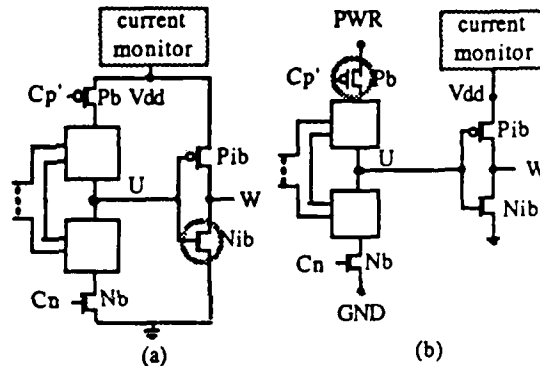 current
monitor
Cp'
Pb
Vdd
Pib
U
W
Nib
Cn
Nb
(a)
PWR
Cp'
Pb
current
monitor
Vdd
Pib
U
W
Nib
Cn
Nb
GND
(b)